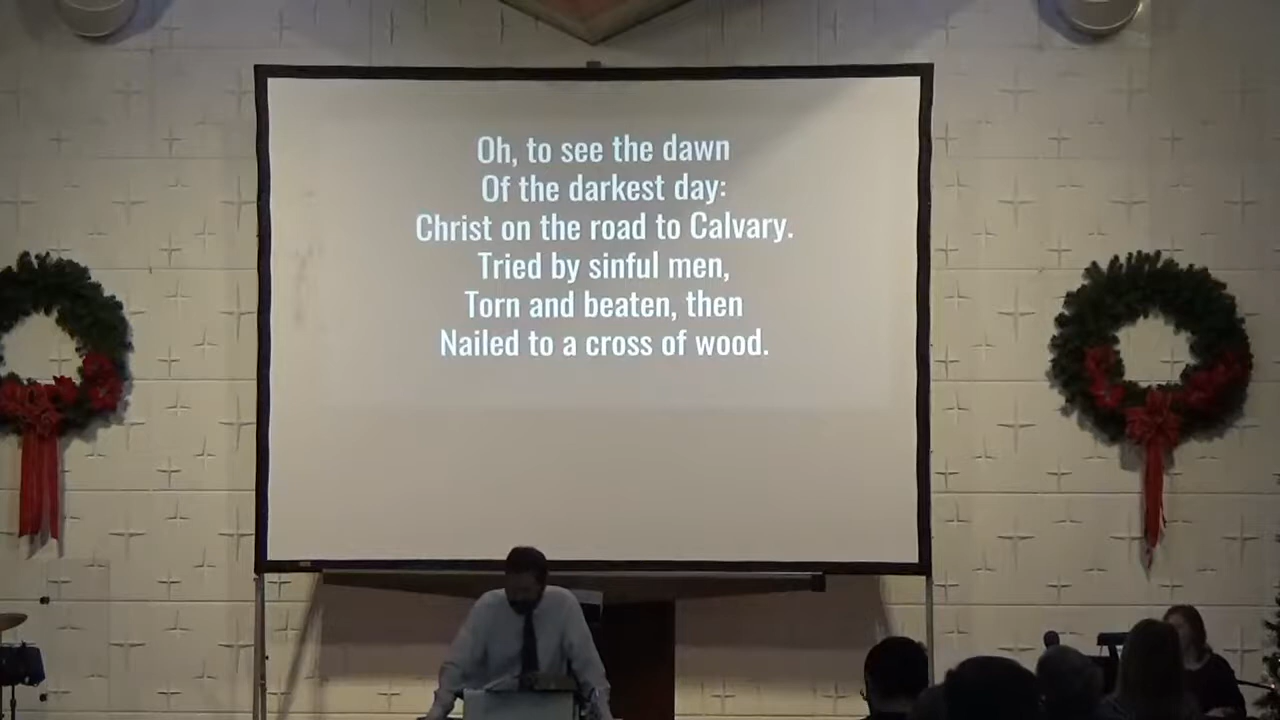 Oh, to see the dawn
Of the darkest day:
Christ on the road to Calvary.
Tried by sinful men,
Torn and beaten, then
Nailed to a cross of wood.